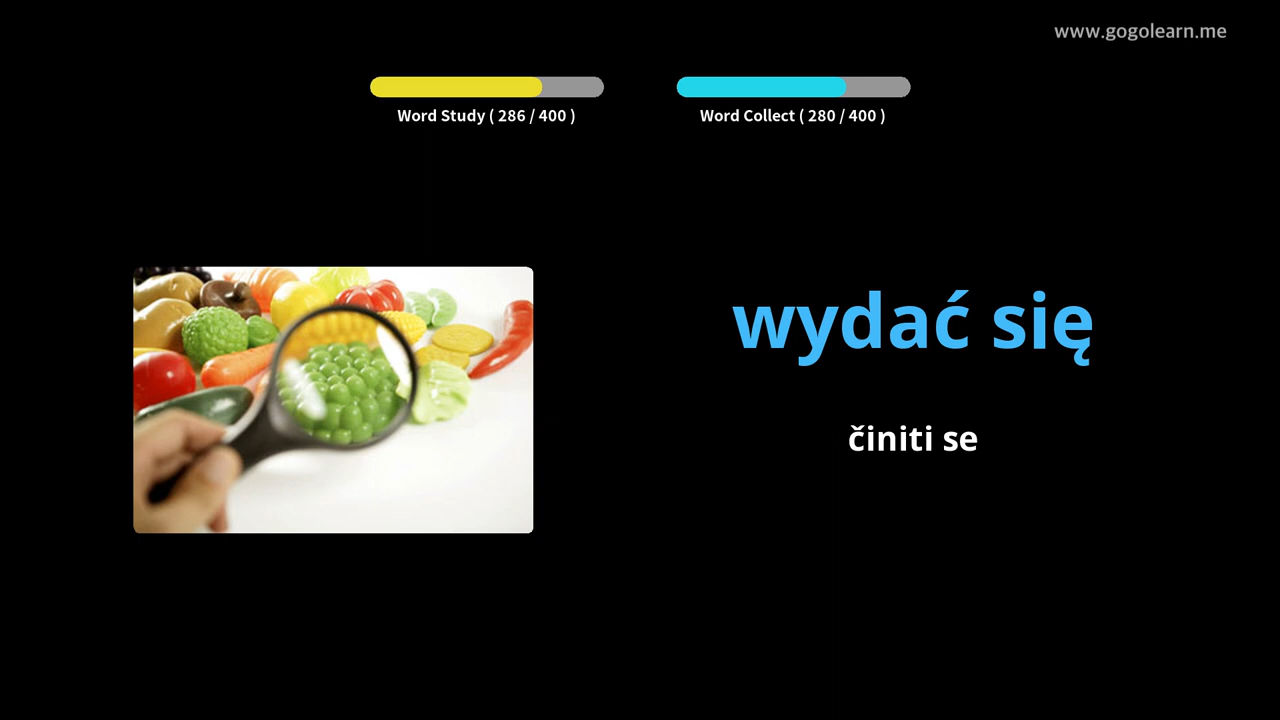 www.gogolearn.me
Word Study ( 286 / 400 )
Word Collect ( 280 / 400 )
wydać się
činiti se